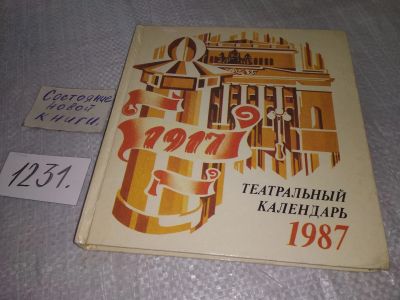 Состояние
новой
книги.
1231.
1917
ТЕАТРАЛЬНЫЙ
КАЛЕНДАРЬ
1987